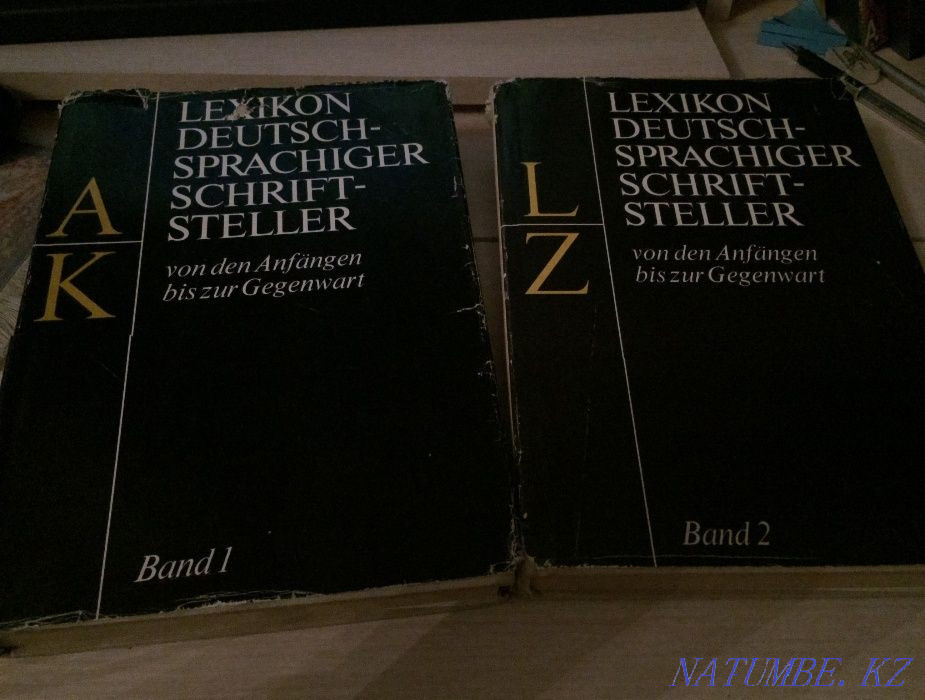 A
K
LEXIKON
DEUTSCH-
SPRACHIGER
SCHRIFT-
STELLER
von den Anfängen
bis zur Gegenwart
Band 1
L
Z
LEXIKON
DEUTSCH-
SPRACHIGER
SCHRIFT-
STELLER
von den Anfängen
bis zur Gegenwart
Band 2
NATUMBE.KZ